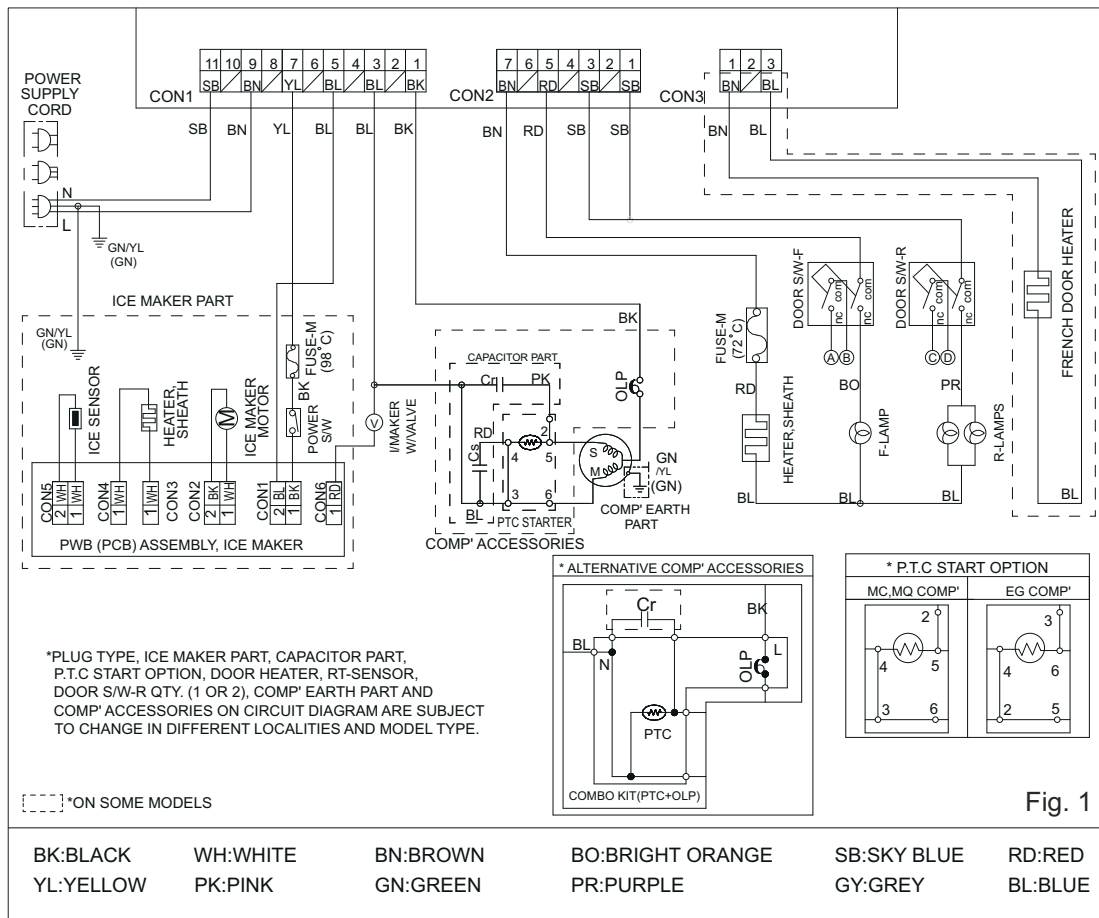 11 10 9 8 7 6 5 4 3 2 1
SB BN YL BL BL BK
CON1
7 6 5 4 3 2 1
BN RD SB SB
CON2
1 2 3
BN BL
CON3
POWER
SUPPLY
CORD
N
L
GN/YL
(GN)
SB BN YL BL BL BK
BN RD SB SB
BN BL
ICE MAKER PART
GN/YL
(GN)
ICE SENSOR
HEATER,
SHEATH
M
ICE MAKER
MOTOR
FUSE-M
(98˚C)
BK
POWER
S/W
V
I/MAKER
W/VALVE
CON5
2 WH
1 WH
CON4
1 WH
1 WH
CON3
CON2
2 BK
1 WH
CON1
2 BL
1 BK
CON6
1 RD
PWB (PCB) ASSEMBLY, ICE MAKER
BK
CAPACITOR PART
Cr PK
OLP
RD
Cs
2
4 5
3 6
BL
PTC STARTER
S
M
GN
/YL
(GN)
COMP' EARTH
PART
COMP' ACCESSORIES
FUSE-M
(72˚C)
RD
HEATER,SHEATH
BL
DOOR S/W-F
com com
nc nc
A B
BO
F-LAMP
BL
DOOR S/W-R
com com
nc nc
C D
PR
R-LAMPS
BL
FRENCH DOOR HEATER
BL
* ALTERNATIVE COMP' ACCESSORIES
Cr
BK
BL
N
L
OLP
PTC
COMBO KIT(PTC+OLP)
* P.T.C START OPTION
MC,MQ COMP' EG COMP'
2
4 5
3 6
3
4 6
2 5
*PLUG TYPE, ICE MAKER PART, CAPACITOR PART,
P.T.C START OPTION, DOOR HEATER, RT-SENSOR,
DOOR S/W-R QTY. (1 OR 2), COMP' EARTH PART AND
COMP' ACCESSORIES ON CIRCUIT DIAGRAM ARE SUBJECT
TO CHANGE IN DIFFERENT LOCALITIES AND MODEL TYPE.
*ON SOME MODELS
Fig. 1
BK:BLACK WH:WHITE BN:BROWN BO:BRIGHT ORANGE SB:SKY BLUE RD:RED
YL:YELLOW PK:PINK GN:GREEN PR:PURPLE GY:GREY BL:BLUE